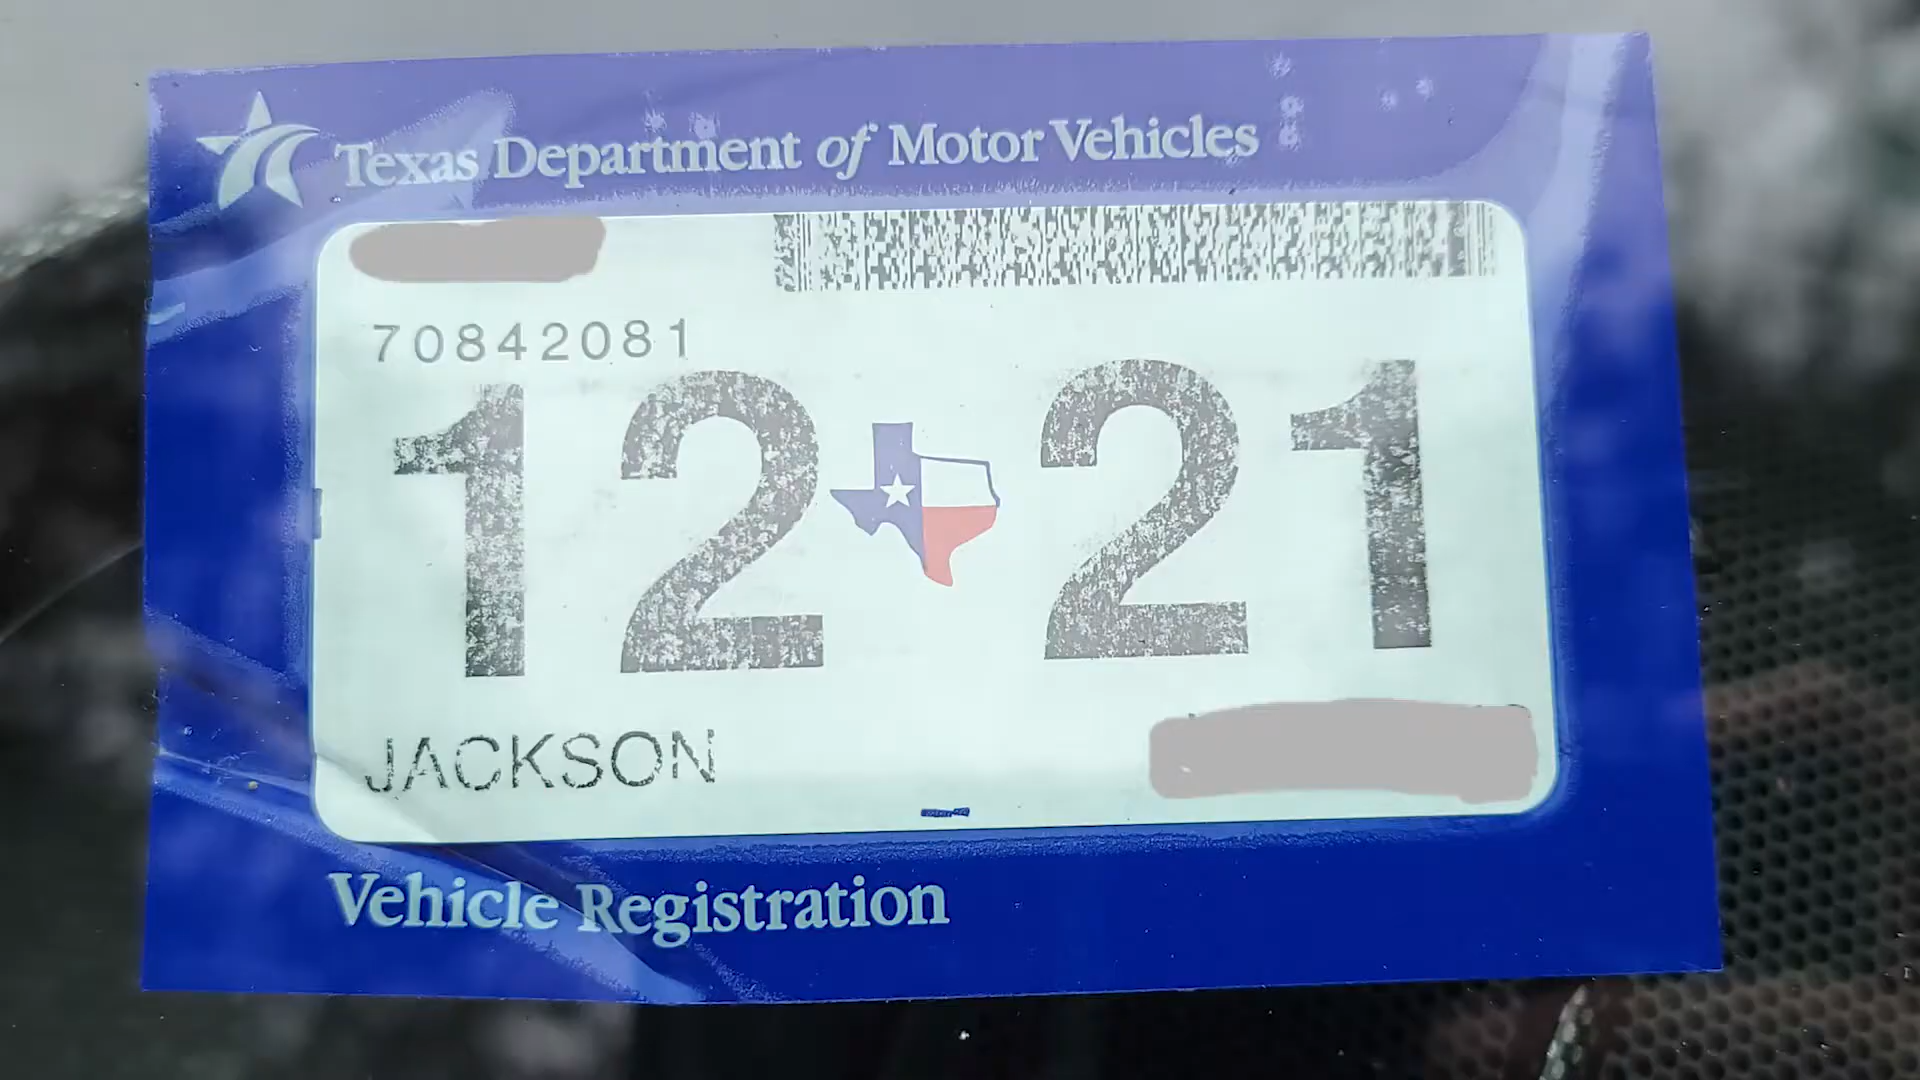 Texas Department of Motor Vehicles
70842081
12 21
JACKSON
Vehicle Registration